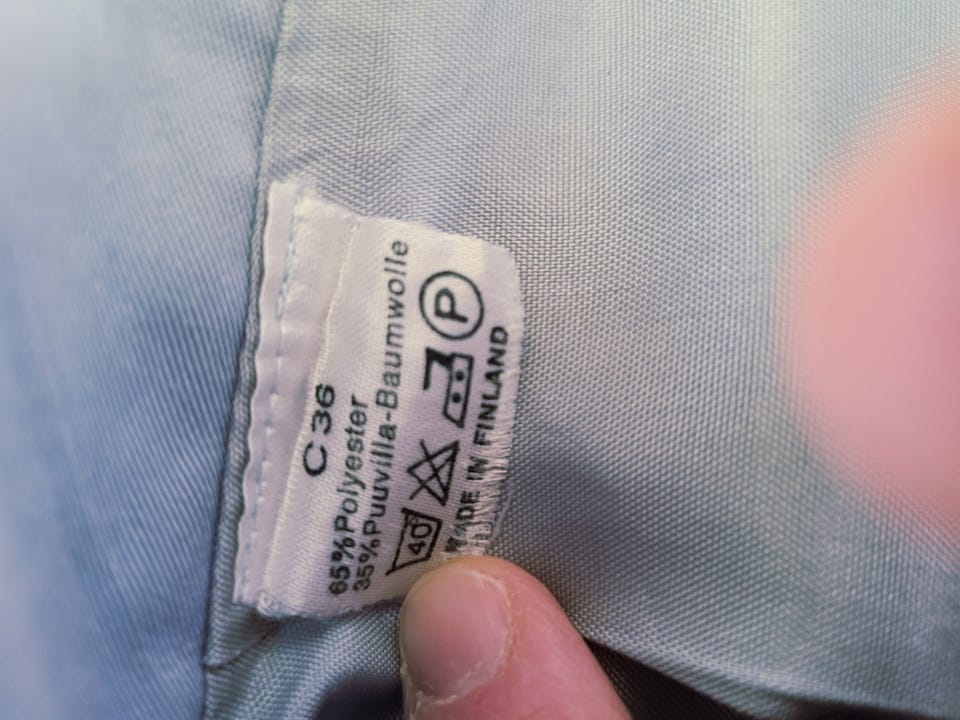 C 36
65% Polyester
35% Puuvilla-Baumwolle
40° P
MADE IN FINLAND